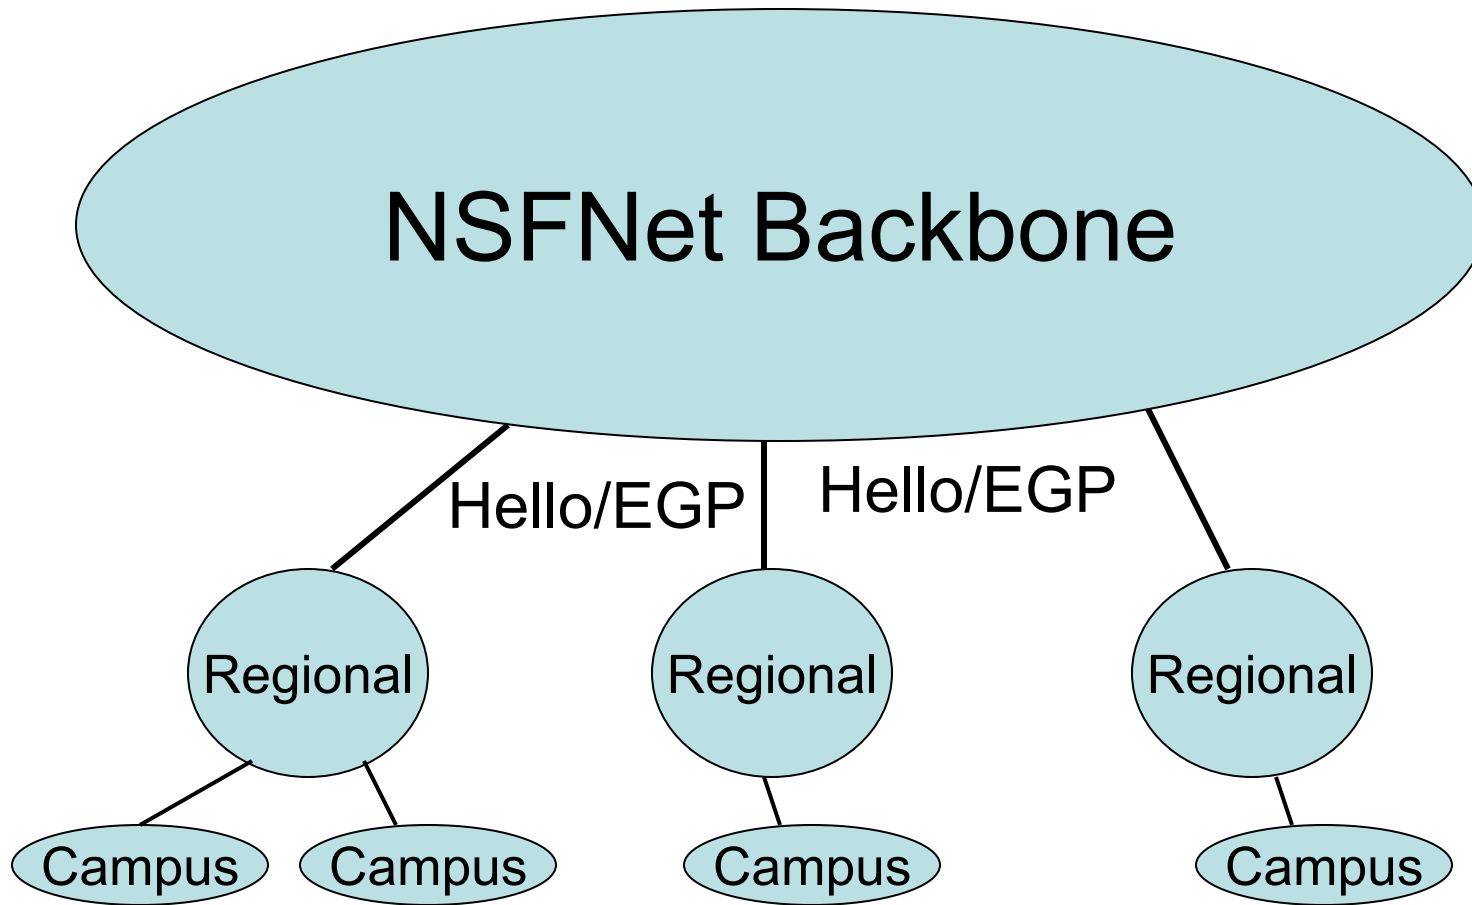 NSFNet Backbone
Hello/EGP
Hello/EGP
Regional
Regional
Regional
Campus
Campus
Campus
Campus